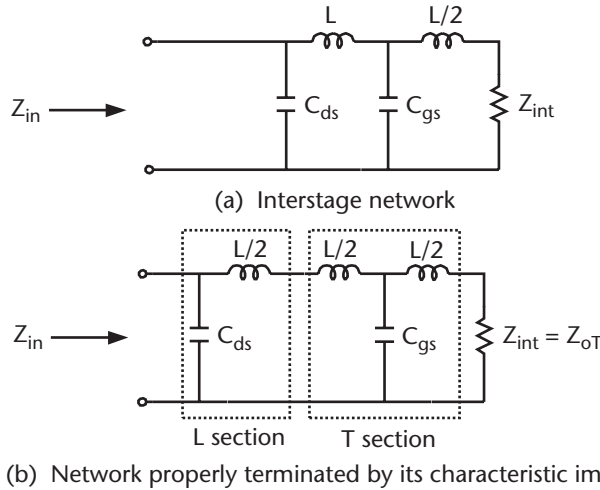 L L/2
Z_in C_ds C_gs Z_int
(a) Interstage network
L/2 L/2 L/2
Z_in C_ds C_gs Z_int = Z_oT
L section T section
(b) Network properly terminated by its characteristic im